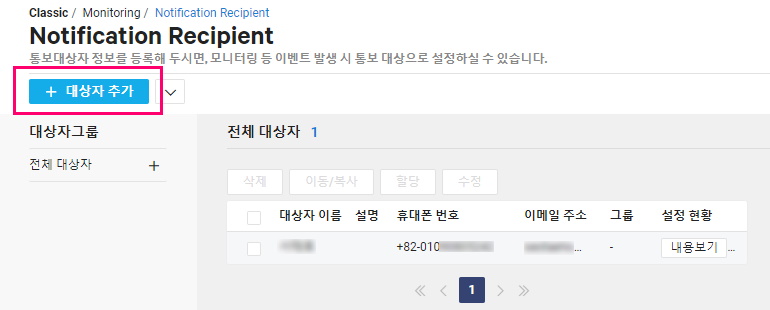 Classic / Monitoring / Notification Recipient
Notification Recipient
통보대상자 정보를 등록해 두시면, 모니터링 등 이벤트 발생 시 통보 대상으로 설정하실 수 있습니다.
+ 대상자 추가
대상자그룹
전체 대상자 +
전체 대상자 1
삭제 이동/복사 할당 수정
대상자 이름 설명 휴대폰 번호 이메일 주소 그룹 설정 현황
+82-010 ... - 내용보기 ...
1